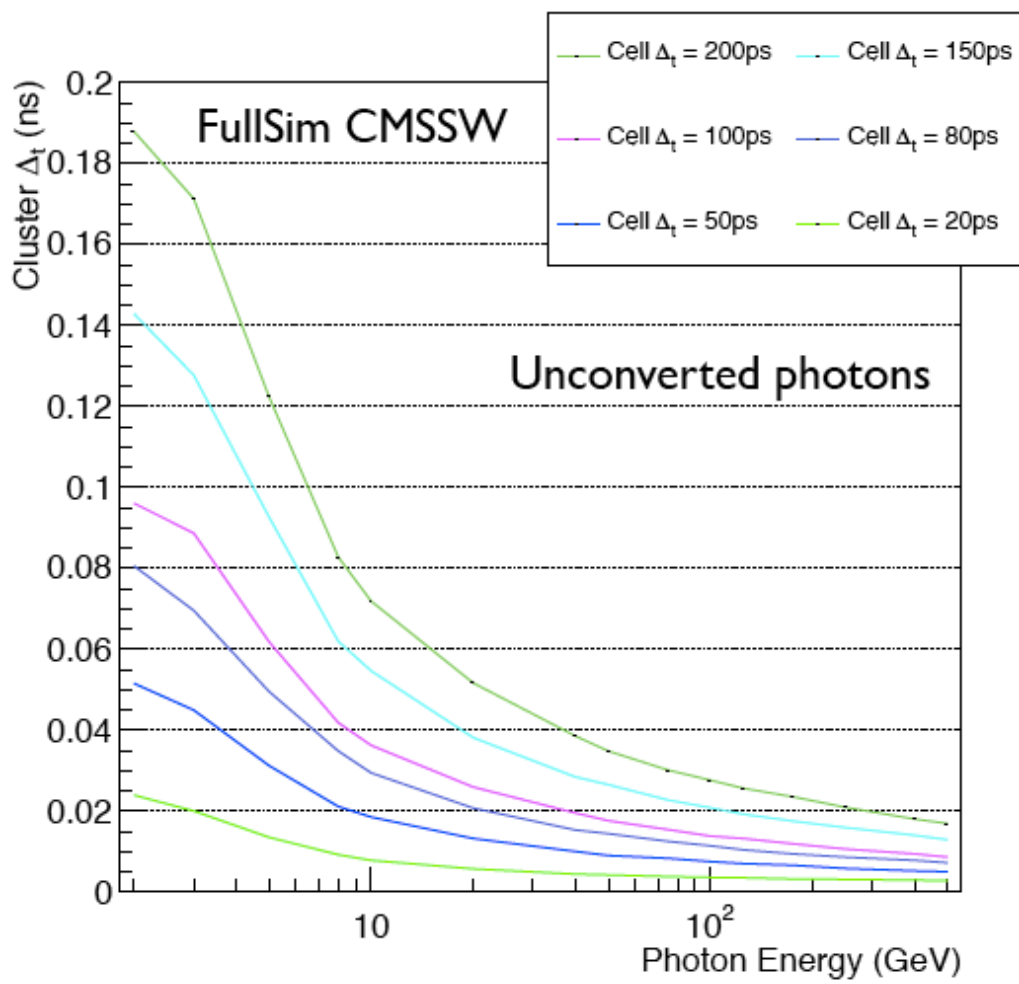 Cell Δt = 200ps
Cell Δt = 150ps
Cell Δt = 100ps
Cell Δt = 80ps
Cell Δt = 50ps
Cell Δt = 20ps
FullSim CMSSW
Unconverted photons
Cluster Δt (ns)
0.2
0.18
0.16
0.14
0.12
0.1
0.08
0.06
0.04
0.02
0
10
10²
Photon Energy (GeV)